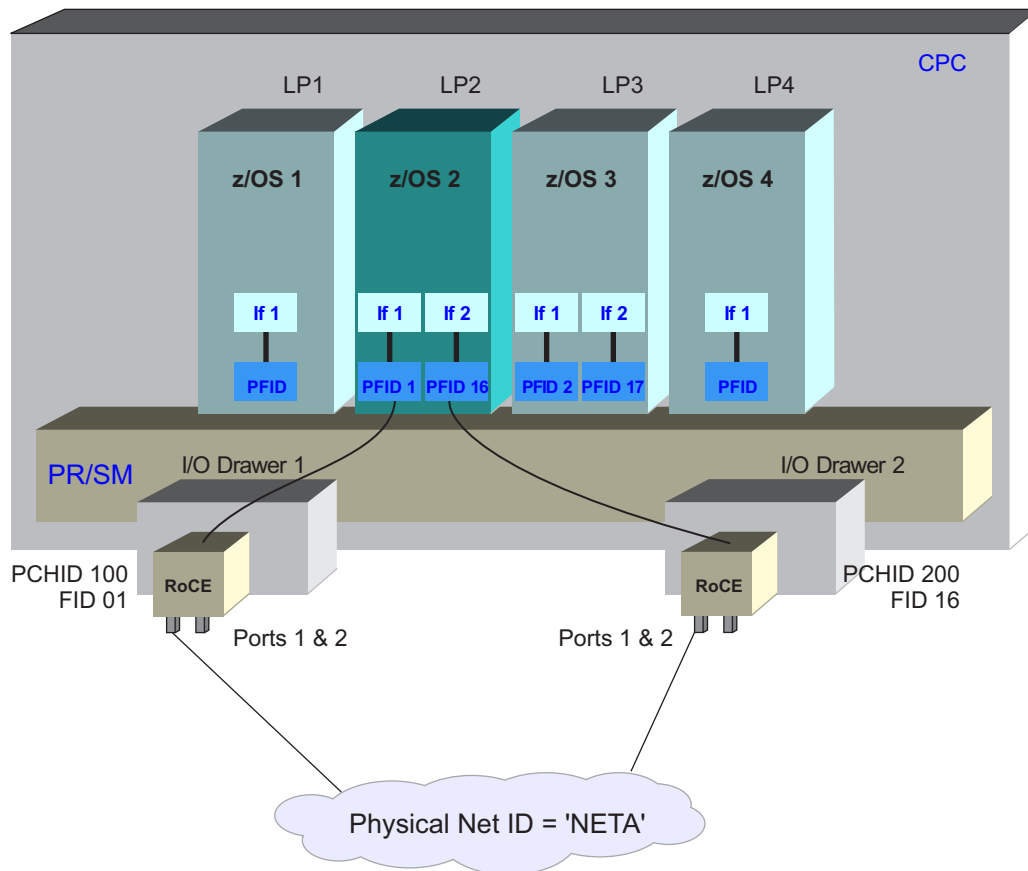 CPC
LP1 LP2 LP3 LP4
z/OS 1 z/OS 2 z/OS 3 z/OS 4
If 1 If 1 If 2 If 1 If 2 If 1
PFID PFID 1 PFID 16 PFID 2 PFID 17 PFID
PR/SM
I/O Drawer 1 I/O Drawer 2
PCHID 100
FID 01
RoCE
Ports 1 & 2
RoCE
PCHID 200
FID 16
Ports 1 & 2
Physical Net ID = 'NETA'